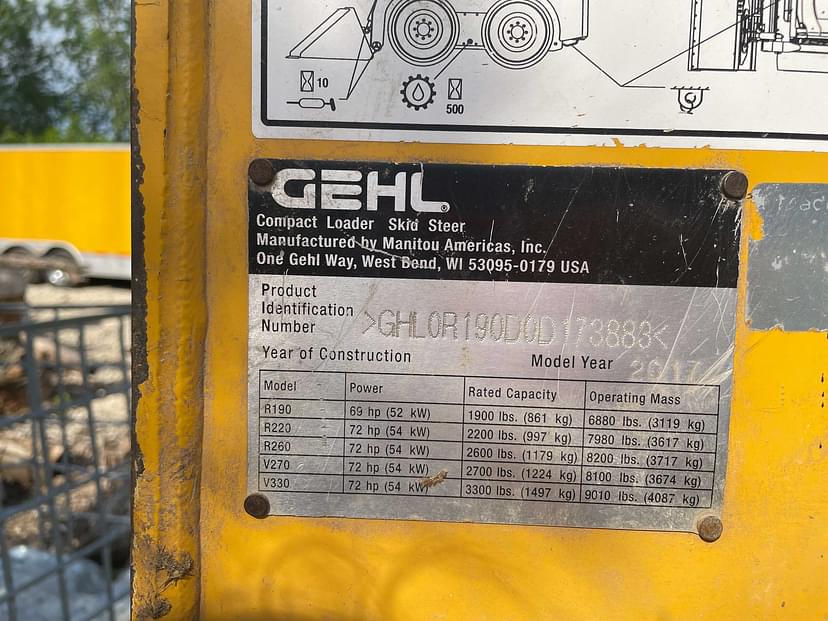 10
500
GEHL®
Compact Loader Skid Steer
Manufactured by Manitou Americas, Inc.
One Gehl Way, West Bend, WI 53095-0179 USA
Product
Identification
Number >GHL0R190D0D173888<
Year of Construction Model Year 2017
Model Power Rated Capacity Operating Mass
R190 69 hp (52 kW) 1900 lbs. (861 kg) 6880 lbs. (3119 kg)
R220 72 hp (54 kW) 2200 lbs. (997 kg) 7980 lbs. (3617 kg)
R260 72 hp (54 kW) 2600 lbs. (1179 kg) 8200 lbs. (3717 kg)
V270 72 hp (54 kW) 2700 lbs. (1224 kg) 8100 lbs. (3674 kg)
V330 72 hp (54 kW) 3300 lbs. (1497 kg) 9010 lbs. (4087 kg)